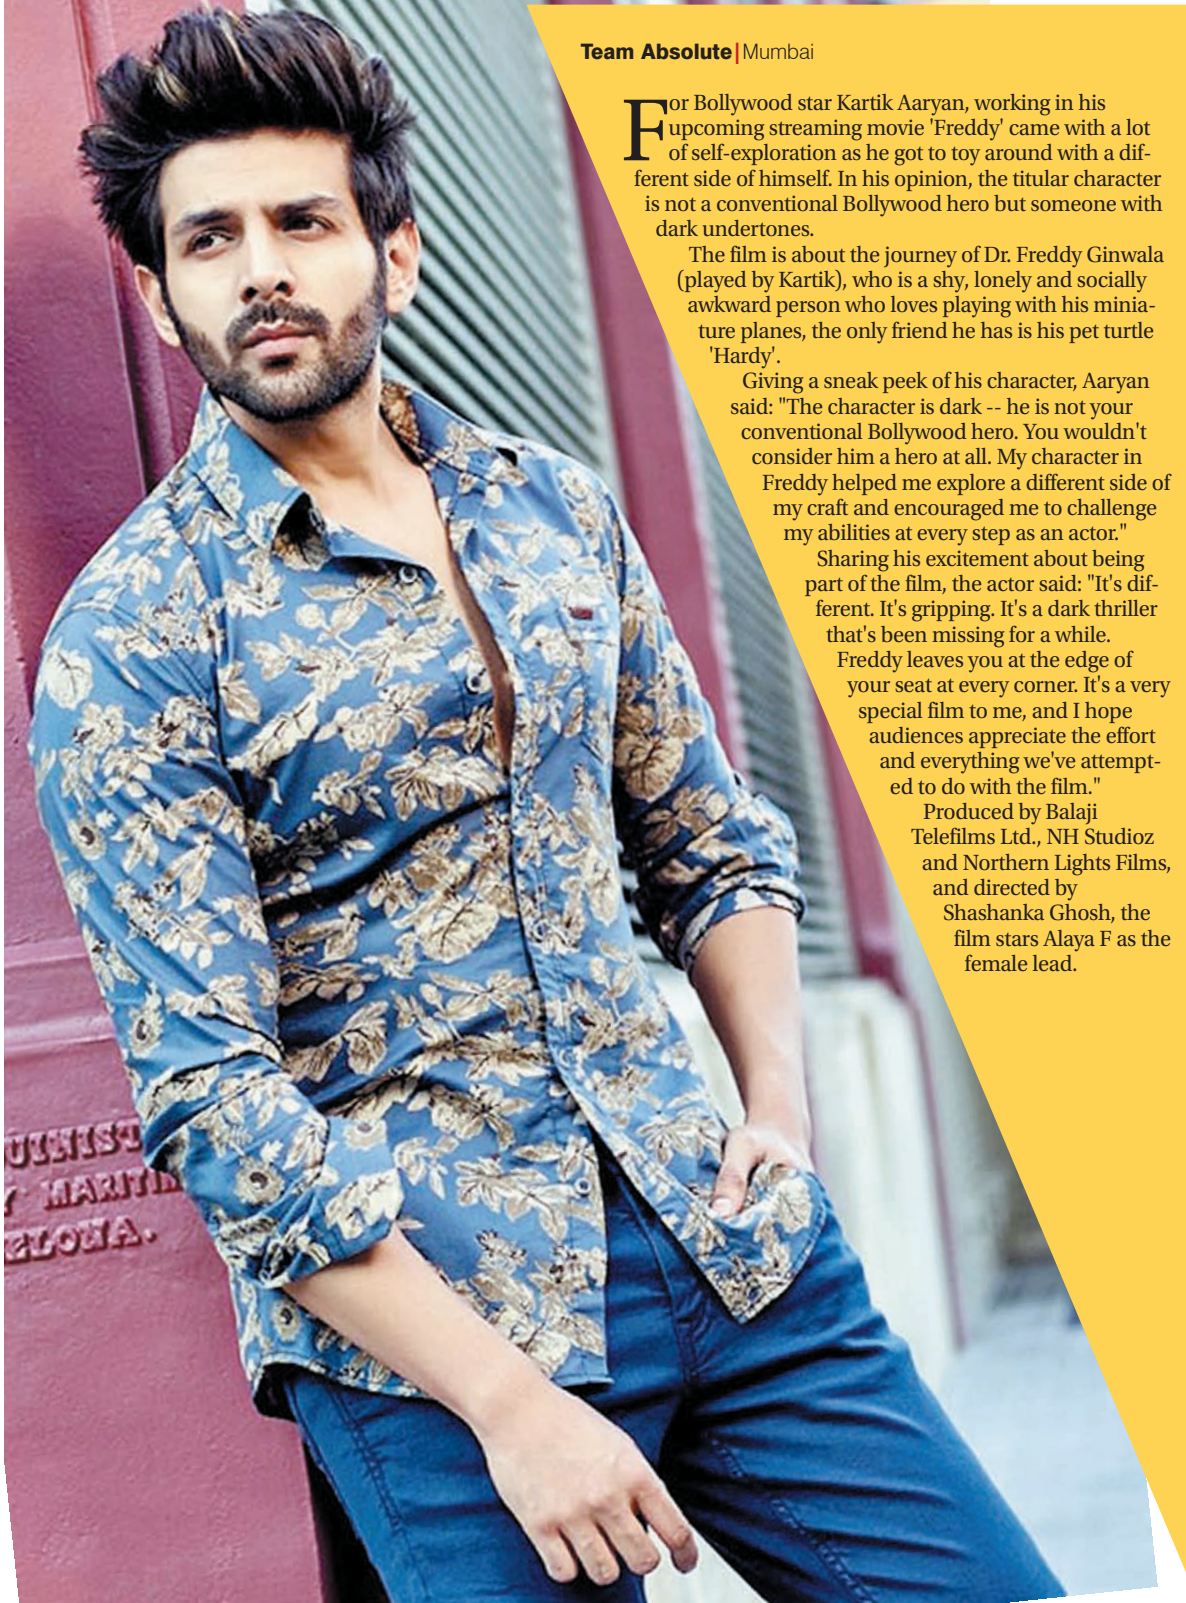 Team Absolute|Mumbai
For Bollywood star Kartik Aaryan, working in his
upcoming streaming movie 'Freddy' came with a lot
of self-exploration as he got to toy around with a dif-
ferent side of himself. In his opinion, the titular character
is not a conventional Bollywood hero but someone with
dark undertones.
The film is about the journey of Dr. Freddy Ginwala
(played by Kartik), who is a shy, lonely and socially
awkward person who loves playing with his minia-
ture planes, the only friend he has is his pet turtle
'Hardy'.
Giving a sneak peek of his character, Aaryan
said: "The character is dark -- he is not your
conventional Bollywood hero. You wouldn't
consider him a hero at all. My character in
Freddy helped me explore a different side of
my craft and encouraged me to challenge
my abilities at every step as an actor."
Sharing his excitement about being
part of the film, the actor said: "It's dif-
ferent. It's gripping. It's a dark thriller
that's been missing for a while.
Freddy leaves you at the edge of
your seat at every corner. It's a very
special film to me, and I hope
audiences appreciate the effort
and everything we've attempt-
ed to do with the film."
Produced by Balaji
Telefilms Ltd., NH Studioz
and Northern Lights Films,
and directed by
Shashanka Ghosh, the
film stars Alaya F as the
female lead.
UINIST
Y MARITIM
ELONA.